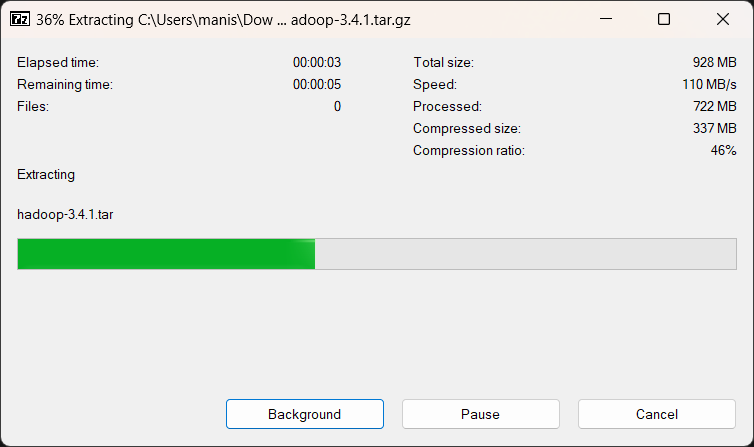 7z 36% Extracting C:\Users\manis\Dow ... adoop-3.4.1.tar.gz
Elapsed time: 00:00:03 Total size: 928 MB
Remaining time: 00:00:05 Speed: 110 MB/s
Files: 0 Processed: 722 MB
Compressed size: 337 MB
Compression ratio: 46%
Extracting
hadoop-3.4.1.tar
Background Pause Cancel